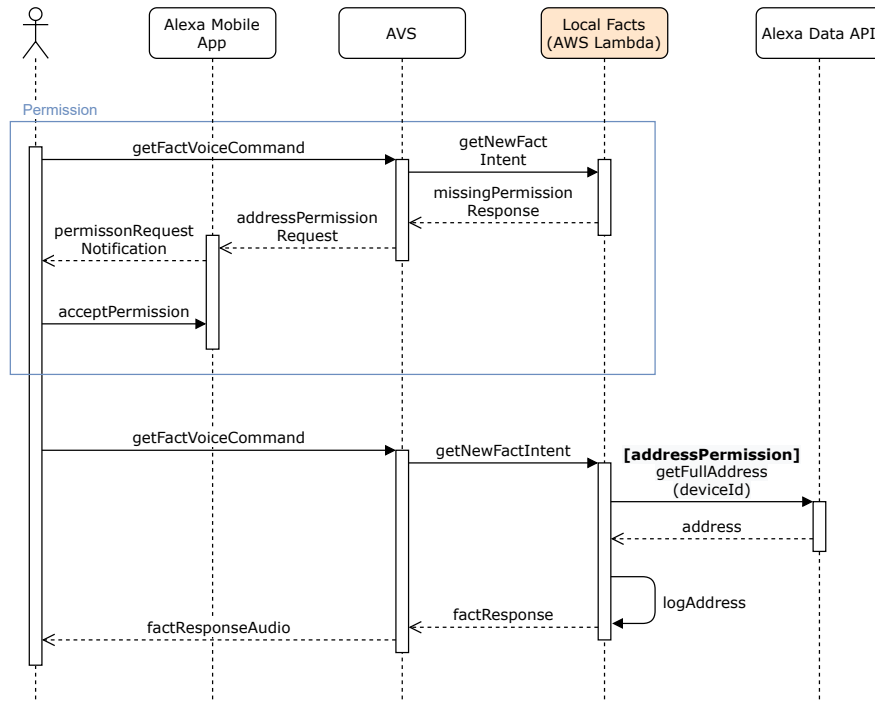 Alexa Mobile
App
AVS
Local Facts
(AWS Lambda)
Alexa Data API
Permission
getFactVoiceCommand
getNewFact
Intent
missingPermission
Response
addressPermission
Request
permissonRequest
Notification
acceptPermission
getFactVoiceCommand
getNewFactIntent
[addressPermission]
getFullAddress
(deviceId)
address
logAddress
factResponse
factResponseAudio